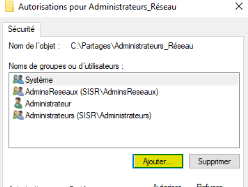 Autorisations pour Administrateurs_Réseau
Sécurité
Nom de l'objet : C:\Partages\Administrateurs_Réseau
Noms de groupes ou d'utilisateurs :
Système
AdminsReseaux (SISR\AdminsReseaux)
Administrateur
Administrateurs (SISR\Administrateurs)
Ajouter...
Supprimer